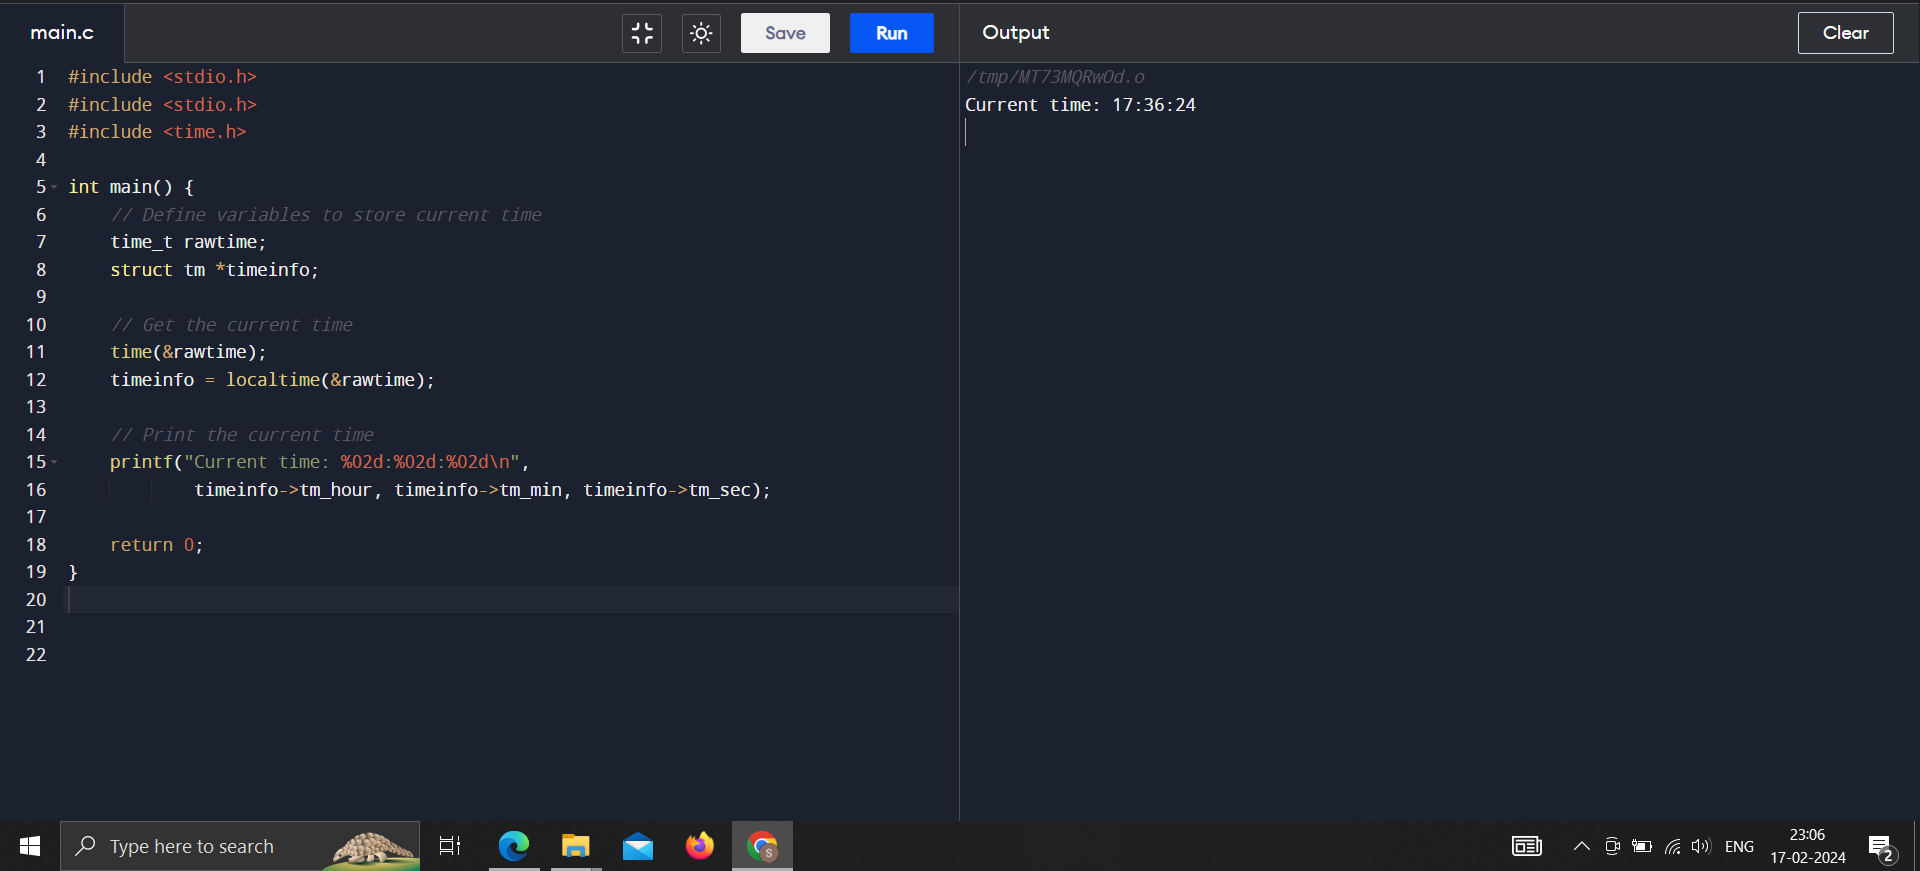 main.c
Save
Run
Output
Clear
1 #include <stdio.h>
2 #include <stdio.h>
3 #include <time.h>
4
5 int main() {
6     // Define variables to store current time
7     time_t rawtime;
8     struct tm *timeinfo;
9
10     // Get the current time
11     time(&rawtime);
12     timeinfo = localtime(&rawtime);
13
14     // Print the current time
15     printf("Current time: %02d:%02d:%02d\n",
16             timeinfo->tm_hour, timeinfo->tm_min, timeinfo->tm_sec);
17
18     return 0;
19 }
20
21
22
/tmp/MT73MQRwOd.o
Current time: 17:36:24
Type here to search
S
ENG
23:06
17-02-2024
2